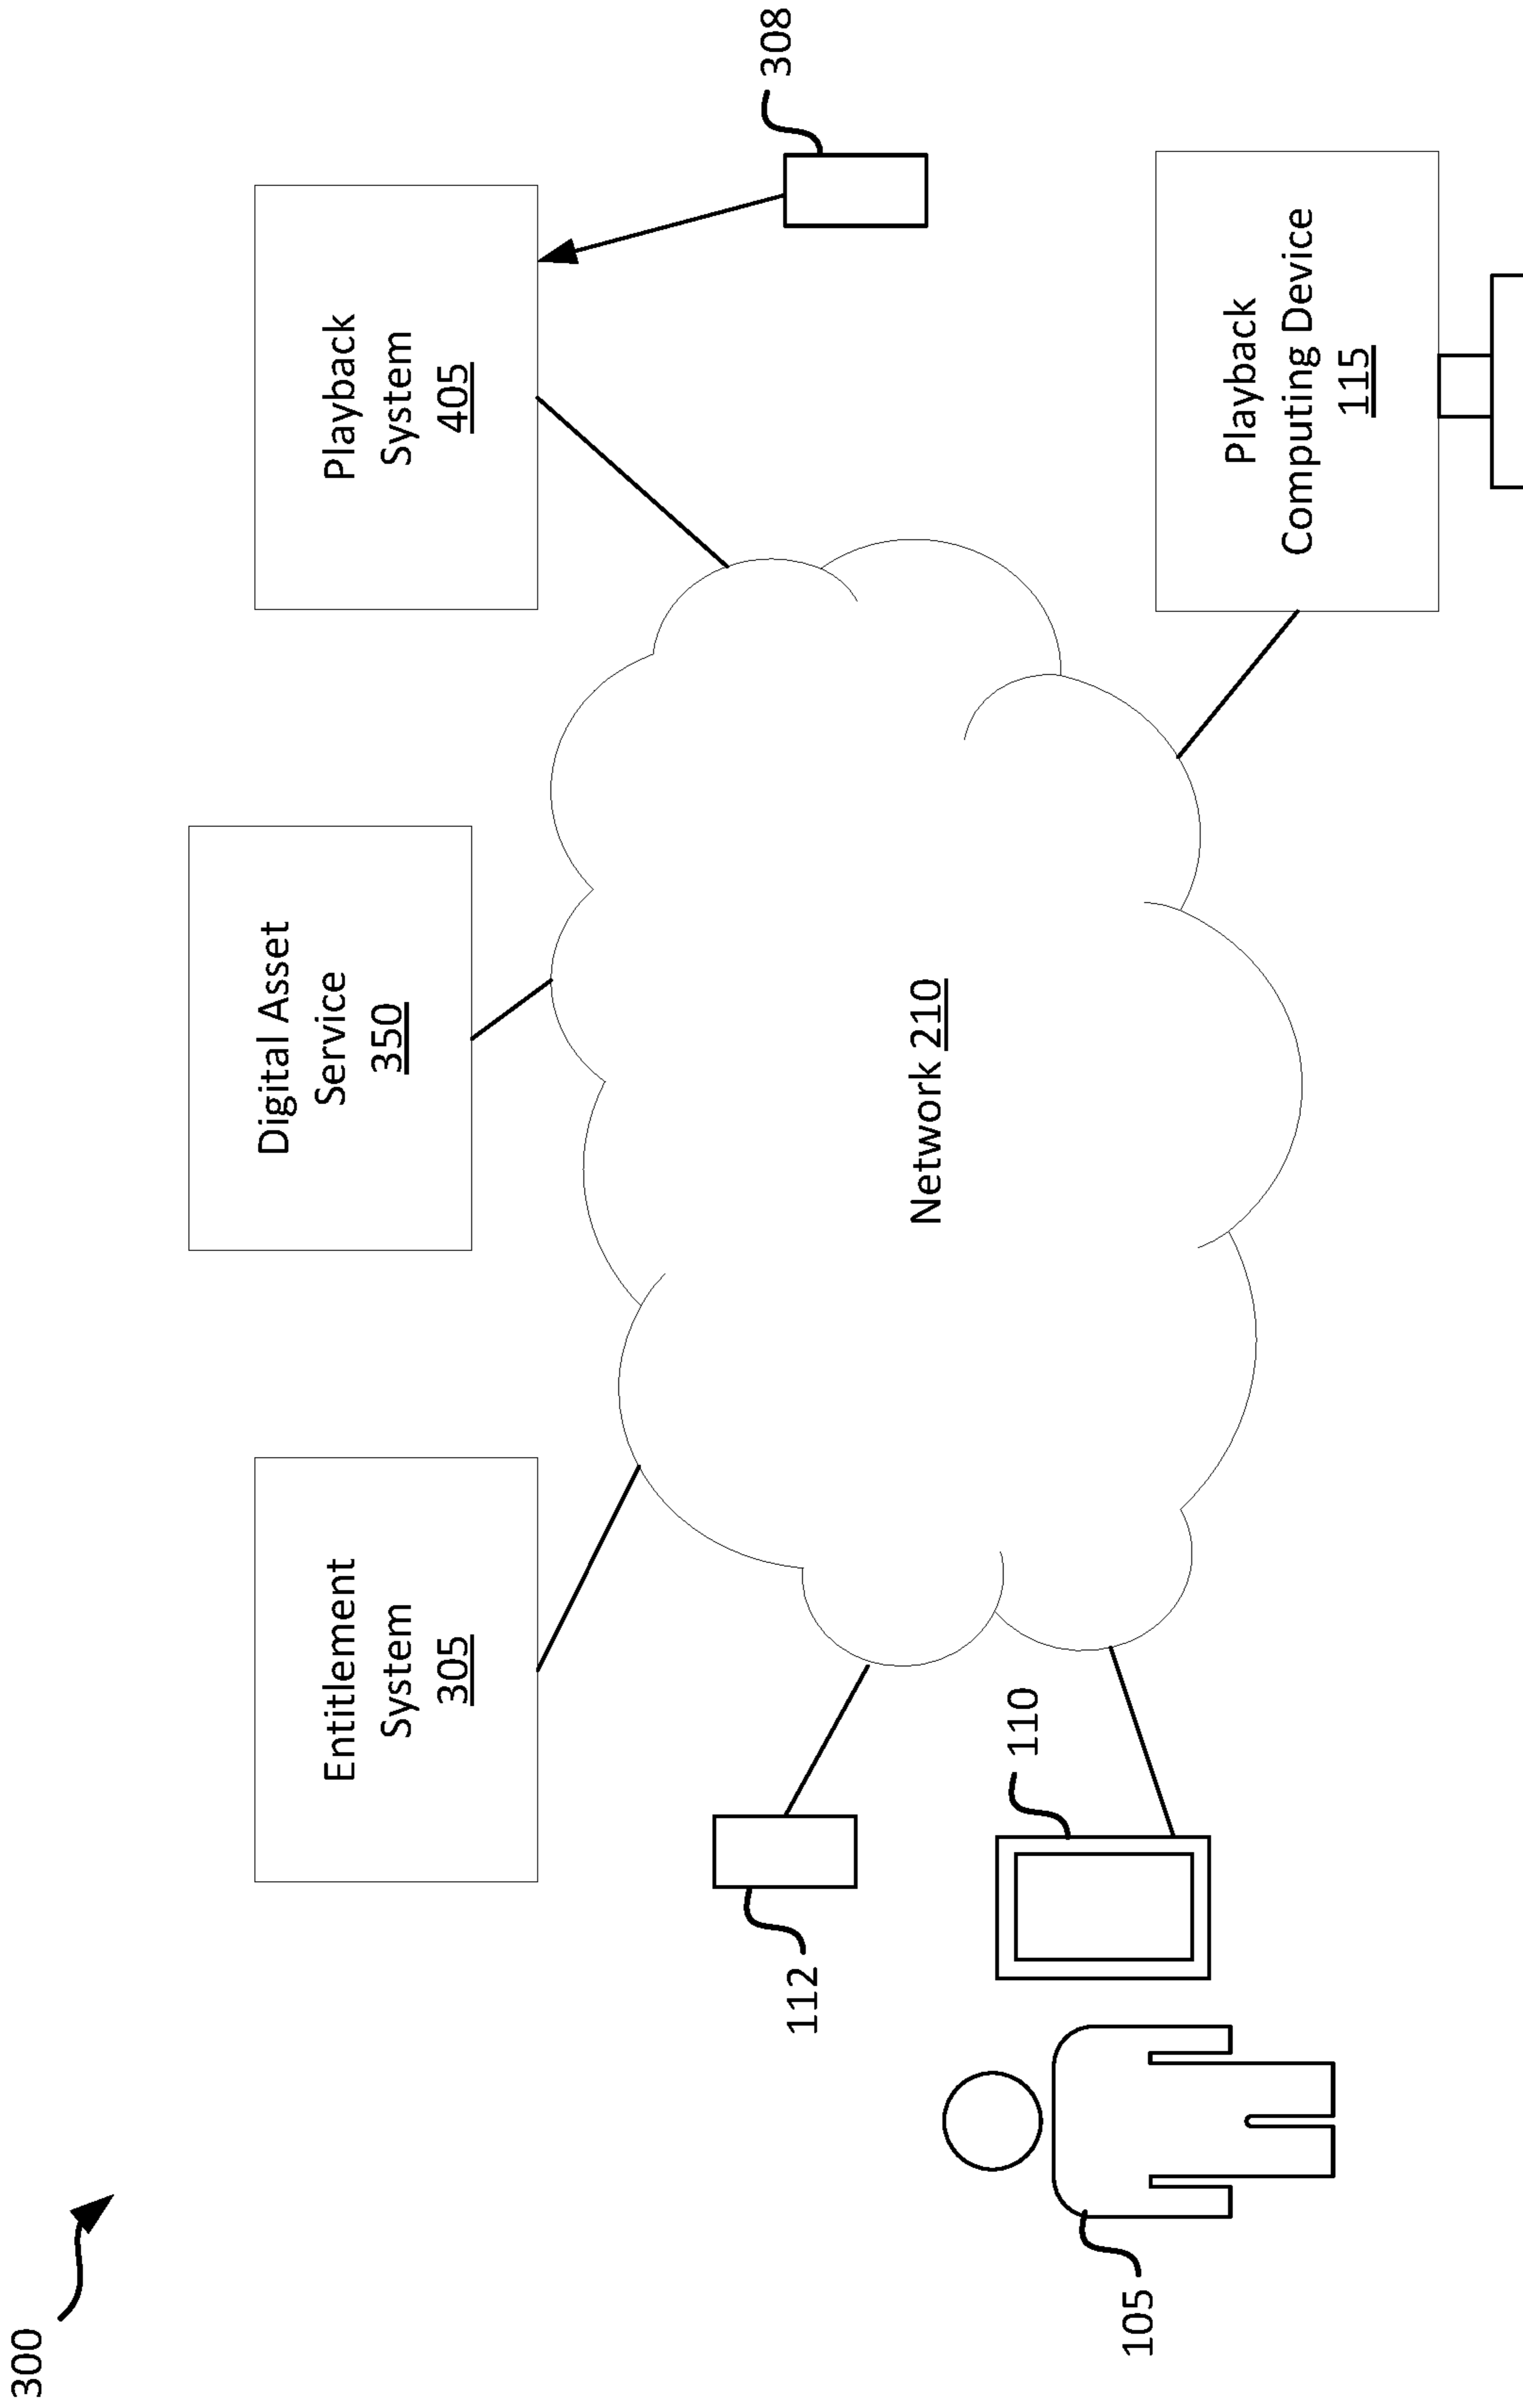 300
Entitlement
System
305
Digital Asset
Service
350
Playback
System
405
308
112
Network 210
110
105
Playback
Computing Device
115